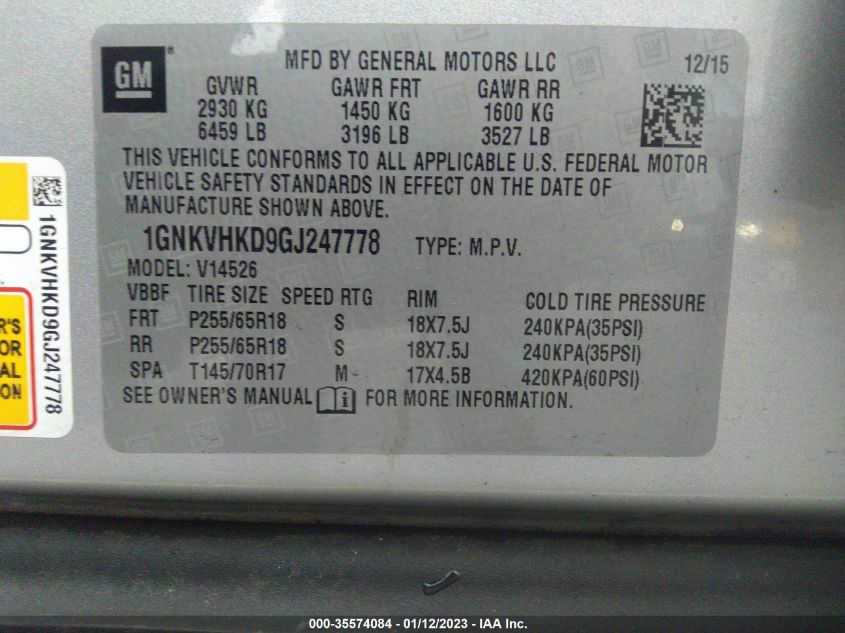 GM ®
MFD BY GENERAL MOTORS LLC 12/15
GVWR GAWR FRT GAWR RR
2930 KG 1450 KG 1600 KG
6459 LB 3196 LB 3527 LB
THIS VEHICLE CONFORMS TO ALL APPLICABLE U.S. FEDERAL MOTOR
VEHICLE SAFETY STANDARDS IN EFFECT ON THE DATE OF
MANUFACTURE SHOWN ABOVE.
1GNKVHKD9GJ247778 TYPE: M.P.V.
MODEL: V14526
VBBF TIRE SIZE SPEED RTG RIM COLD TIRE PRESSURE
FRT P255/65R18 S 18X7.5J 240KPA(35PSI)
RR P255/65R18 S 18X7.5J 240KPA(35PSI)
SPA T145/70R17 M 17X4.5B 420KPA(60PSI)
SEE OWNER'S MANUAL i FOR MORE INFORMATION.
1GNKVHKD9GJ247778
R'S
OR
AL
ON
000-35574084 - 01/12/2023 - © IAA Inc.